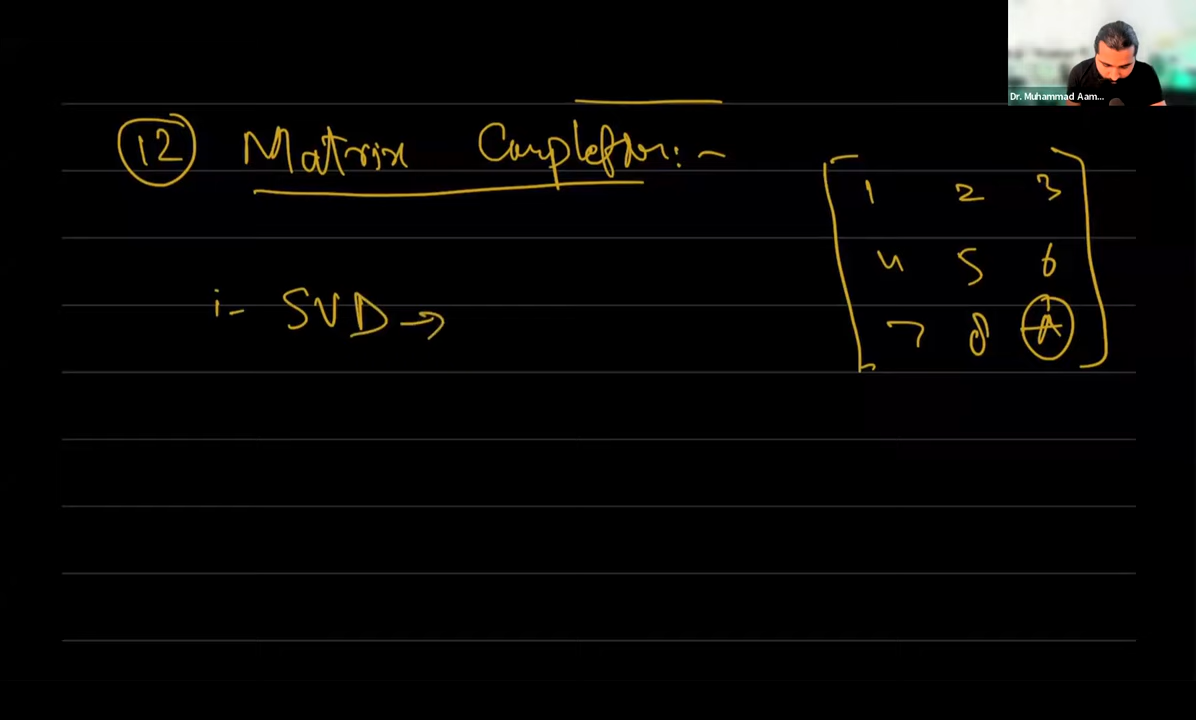 Dr. Muhammad Aam...
12 Matrix Completion:-
1 2 3
4 5 6
7 8
i- SVD →